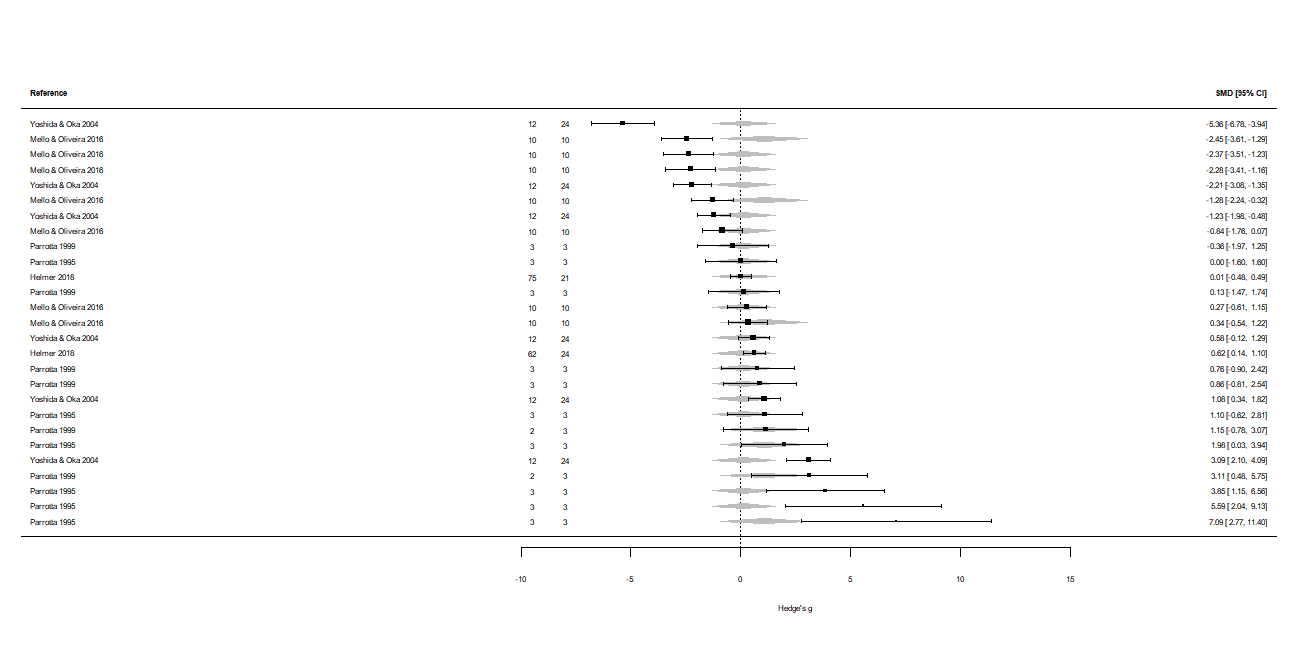 Reference SMD [95% CI]
Yoshida & Oka 2004 12 24 -5.36 [-6.78, -3.94]
Mello & Oliveira 2016 10 10 -2.45 [-3.61, -1.29]
Mello & Oliveira 2016 10 10 -2.37 [-3.51, -1.23]
Mello & Oliveira 2016 10 10 -2.28 [-3.41, -1.16]
Yoshida & Oka 2004 12 24 -2.21 [-3.08, -1.35]
Mello & Oliveira 2016 10 10 -1.28 [-2.24, -0.32]
Yoshida & Oka 2004 12 24 -1.23 [-1.98, -0.48]
Mello & Oliveira 2016 10 10 -0.84 [-1.76, 0.07]
Parrotta 1999 3 3 -0.36 [-1.97, 1.25]
Parrotta 1995 3 3 0.00 [-1.60, 1.60]
Helmer 2018 75 21 0.01 [-0.48, 0.49]
Parrotta 1999 3 3 0.13 [-1.47, 1.74]
Mello & Oliveira 2016 10 10 0.27 [-0.61, 1.15]
Mello & Oliveira 2016 10 10 0.34 [-0.54, 1.22]
Yoshida & Oka 2004 12 24 0.58 [-0.12, 1.29]
Helmer 2018 62 24 0.62 [ 0.14, 1.10]
Parrotta 1999 3 3 0.76 [-0.90, 2.42]
Parrotta 1999 3 3 0.86 [-0.81, 2.54]
Yoshida & Oka 2004 12 24 1.08 [ 0.34, 1.82]
Parrotta 1995 3 3 1.10 [-0.62, 2.81]
Parrotta 1999 2 3 1.15 [-0.78, 3.07]
Parrotta 1995 3 3 1.98 [ 0.03, 3.94]
Yoshida & Oka 2004 12 24 3.09 [ 2.10, 4.09]
Parrotta 1999 2 3 3.11 [ 0.48, 5.75]
Parrotta 1995 3 3 3.85 [ 1.15, 6.56]
Parrotta 1995 3 3 5.59 [ 2.04, 9.13]
Parrotta 1995 3 3 7.09 [ 2.77, 11.40]
-10 -5 0 5 10 15
Hedge's g